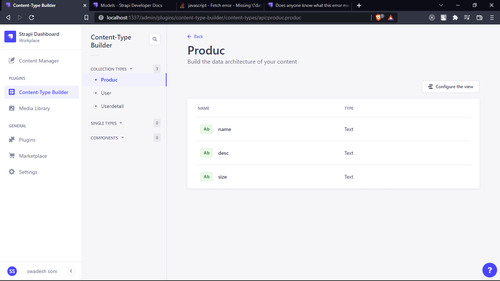 Content-Type Builder
Models - Strapi Developer Docs
javascript - Fetch error - Missing \'do
Does anyone know what this error m
localhost:1337/admin/plugins/content-type-builder/content-types/api::produc.produc
Strapi Dashboard
Workplace
Content Manager
PLUGINS
Content-Type Builder
Media Library
GENERAL
Plugins
Marketplace
Settings
SS
swadesh som
Content-Type
Builder
COLLECTION TYPES
3
Produc
User
Userdetail
SINGLE TYPES
0
COMPONENTS
0
Back
Produc
Build the data architecture of your content
Configure the view
NAME TYPE
Ab name Text
Ab desc Text
Ab size Text
?